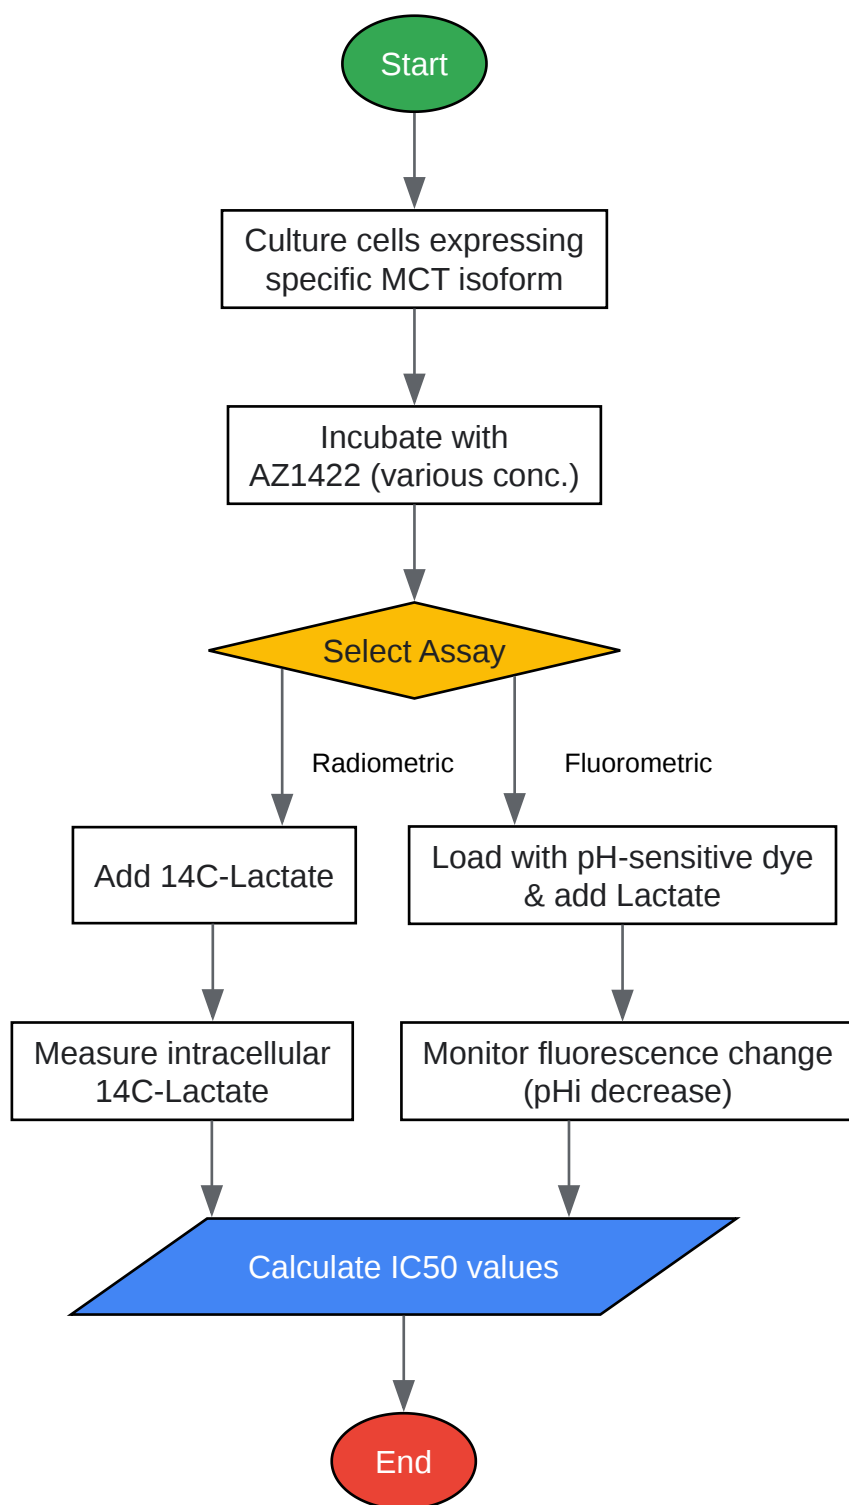 Start
Culture cells expressing
specific MCT isoform
Incubate with
AZ1422 (various conc.)
Select Assay
Radiometric
Fluorometric
Add 14C-Lactate
Load with pH-sensitive dye
& add Lactate
Measure intracellular
14C-Lactate
Monitor fluorescence change
(pHi decrease)
Calculate IC50 values
End